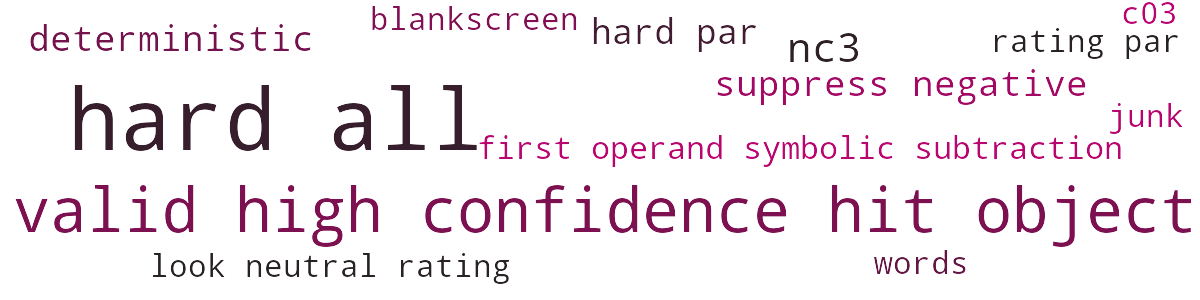 blankscreen
c03
deterministic
hard par
nc3
rating par
suppress negative
hard all
junk
first operand symbolic subtraction
valid high confidence hit object
look neutral rating
words